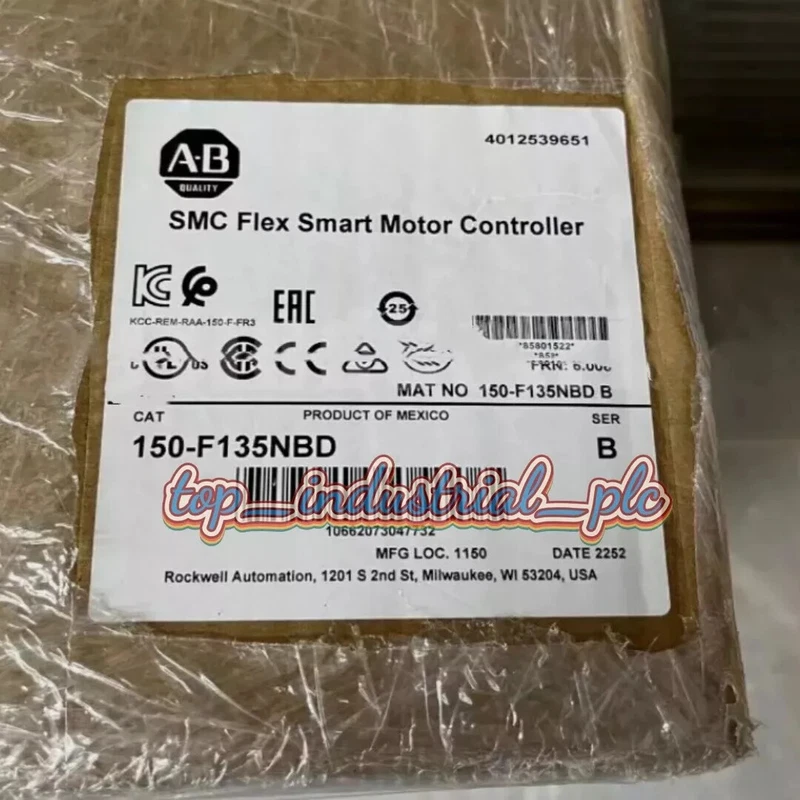 A·B
QUALITY
4012539651
SMC Flex Smart Motor Controller
KCC-REM-RAA-150-F-FR3
EAC
25
*85801522*
MAT NO 150-F135NBD B
CAT
PRODUCT OF MEXICO
SER
150-F135NBD
B
top_industrial_plc
10662073047732
MFG LOC. 1150
DATE 2252
Rockwell Automation, 1201 S 2nd St, Milwaukee, WI 53204, USA